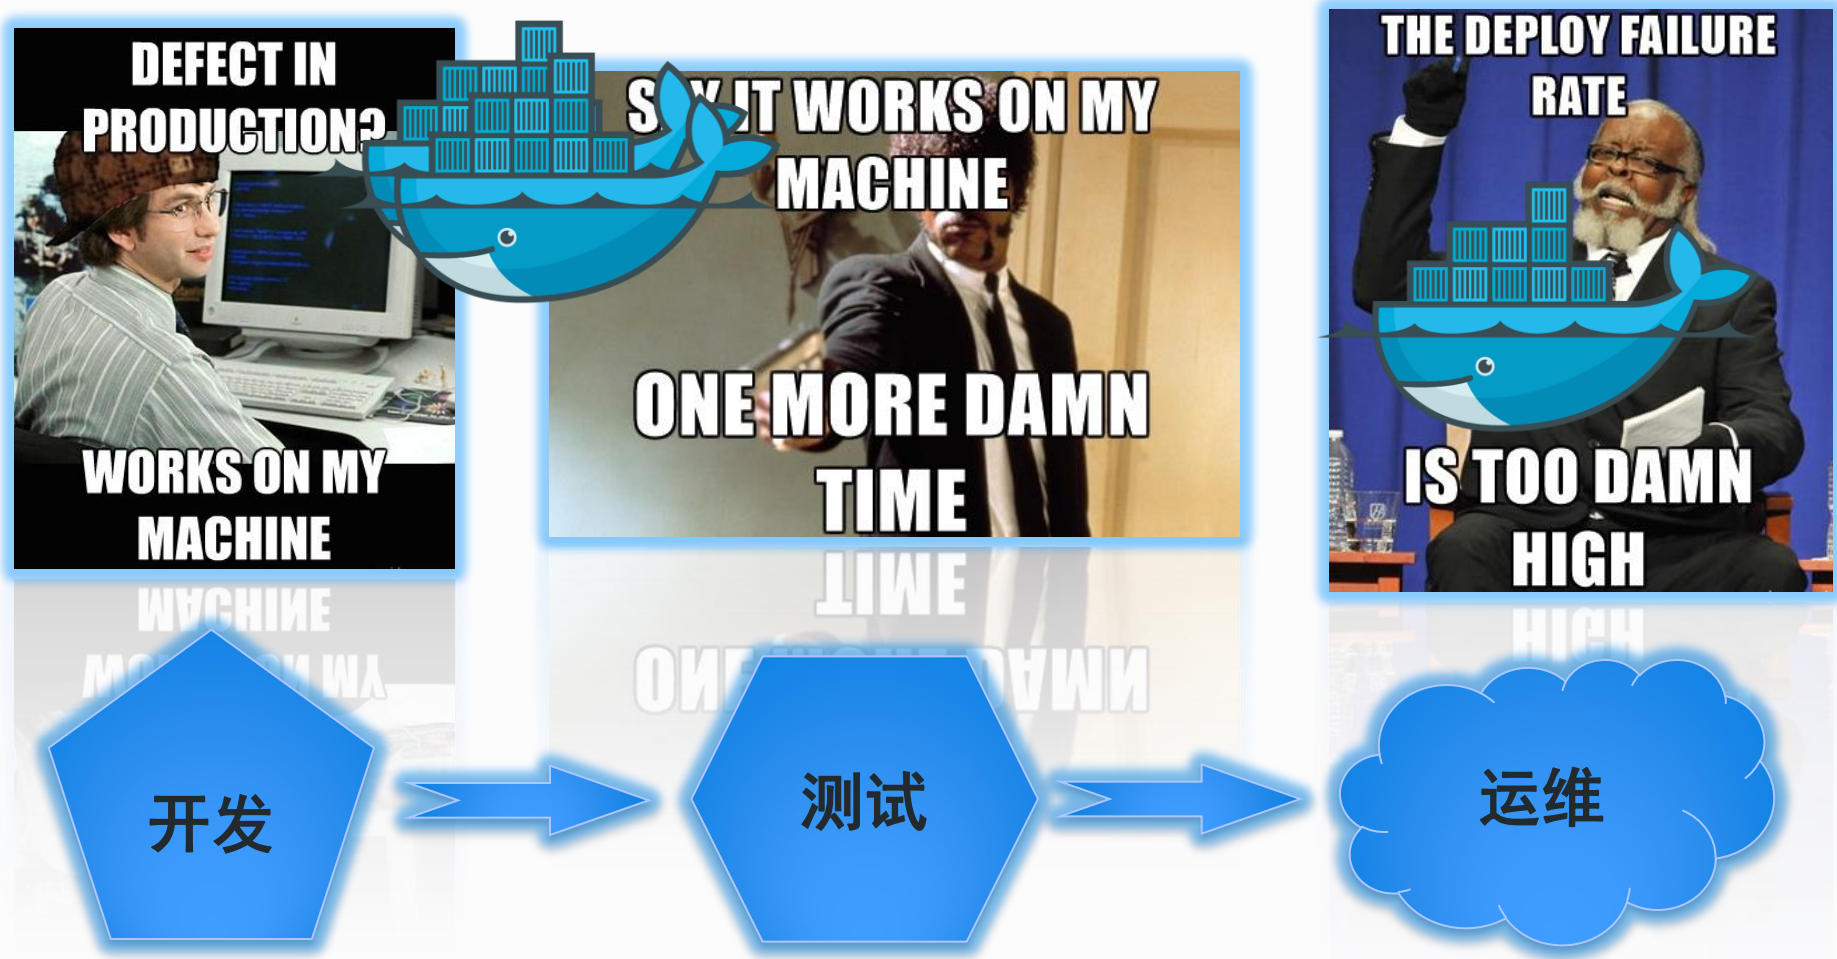 DEFECT IN
PRODUCTION?
WORKS ON MY
MACHINE
SAY IT WORKS ON MY
MACHINE
ONE MORE DAMN
TIME
THE DEPLOY FAILURE
RATE
IS TOO DAMN
HIGH
开发
测试
运维